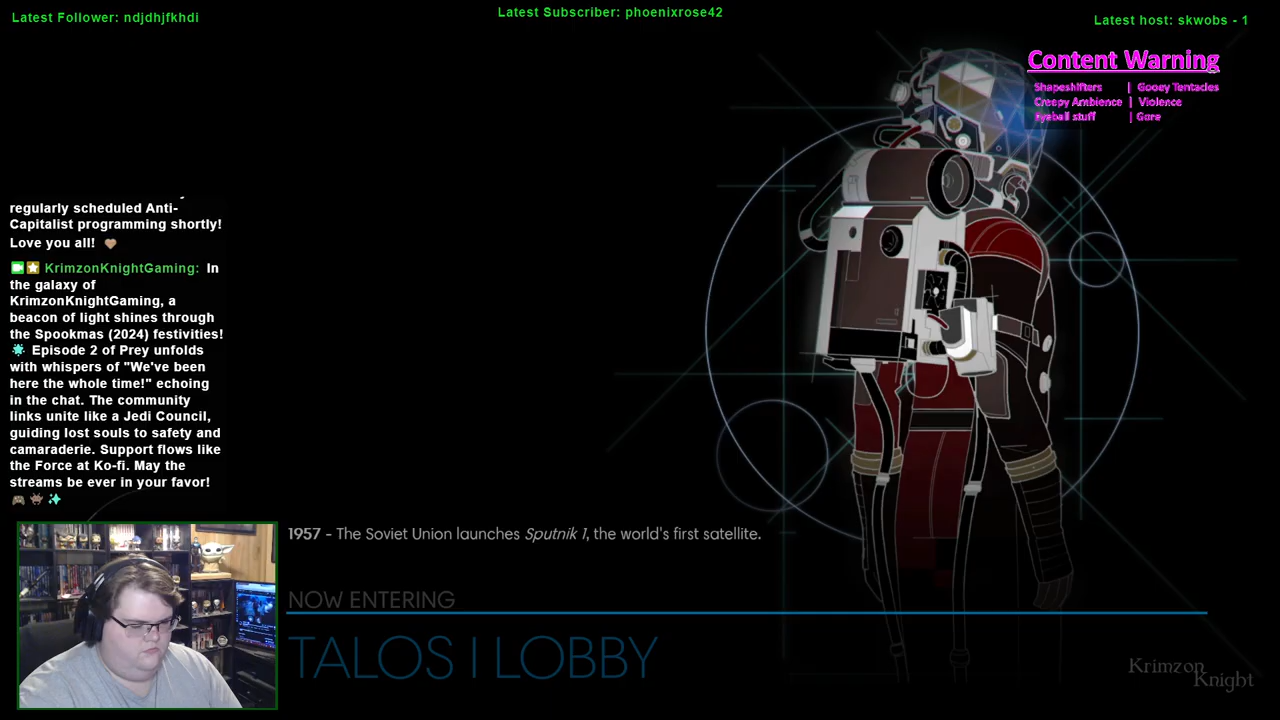 Latest Follower: ndjdhjfkhdi
Latest Subscriber: phoenixrose42
Latest host: skwobs - 1
Content Warning
Shapeshifters | Gooey Tentacles
Creepy Ambience | Violence
Eyeball stuff | Gore
regularly scheduled Anti-
Capitalist programming shortly!
Love you all!
KrimzonKnightGaming: In
the galaxy of
KrimzonKnightGaming, a
beacon of light shines through
the Spookmas (2024) festivities!
Episode 2 of Prey unfolds
with whispers of "We've been
here the whole time!" echoing
in the chat. The community
links unite like a Jedi Council,
guiding lost souls to safety and
camaraderie. Support flows like
the Force at Ko-fi. May the
streams be ever in your favor!
1957 - The Soviet Union launches Sputnik 1, the world's first satellite.
NOW ENTERING
TALOS I LOBBY
Krimzon
Knight